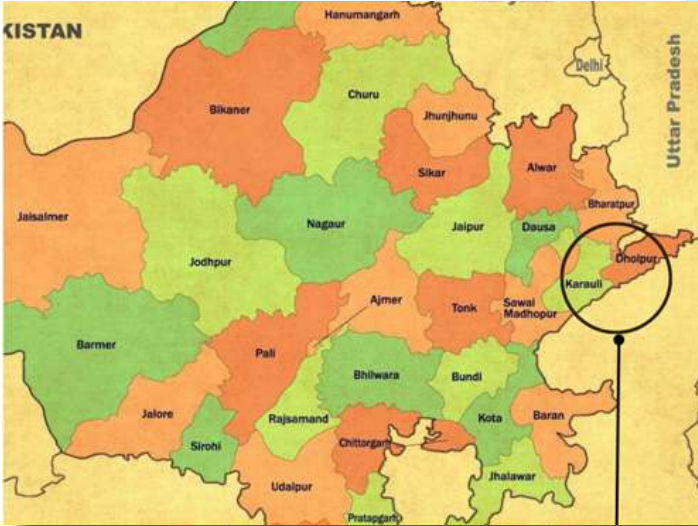 Hanumangarh
KISTAN
Delhi
Uttar Pradesh
Churu
Bikaner
Jhunjhunu
Sikar
Alwar
Bharatpur
Jaisalmer
Nagaur
Jaipur
Dausa
Jodhpur
Dholpur
Karauli
Ajmer
Tonk
Sawai
Madhopur
Barmer
Pali
Bhilwara
Bundi
Jalore
Rajsamand
Kota
Baran
Sirohi
Chittorgarh
Jhalawar
Udaipur
Pratapgarh